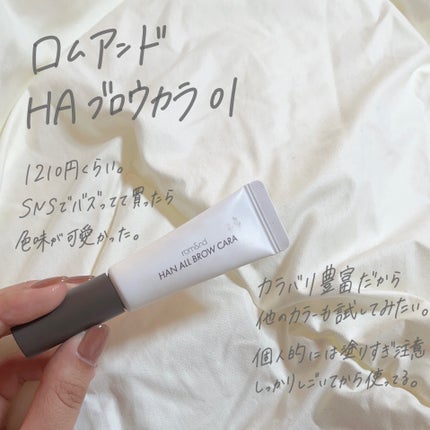 ロムアンド
HAブロウカラ 01
1210円くらい。
SNSでバズってて買ったら
色味が可愛かった。
rom&nd
HAN ALL BROW CARA
カラバリ豊富だから
他のカラーも試してみたい。
個人的には塗りすぎ注意
しっかりしごいてから使ってる。